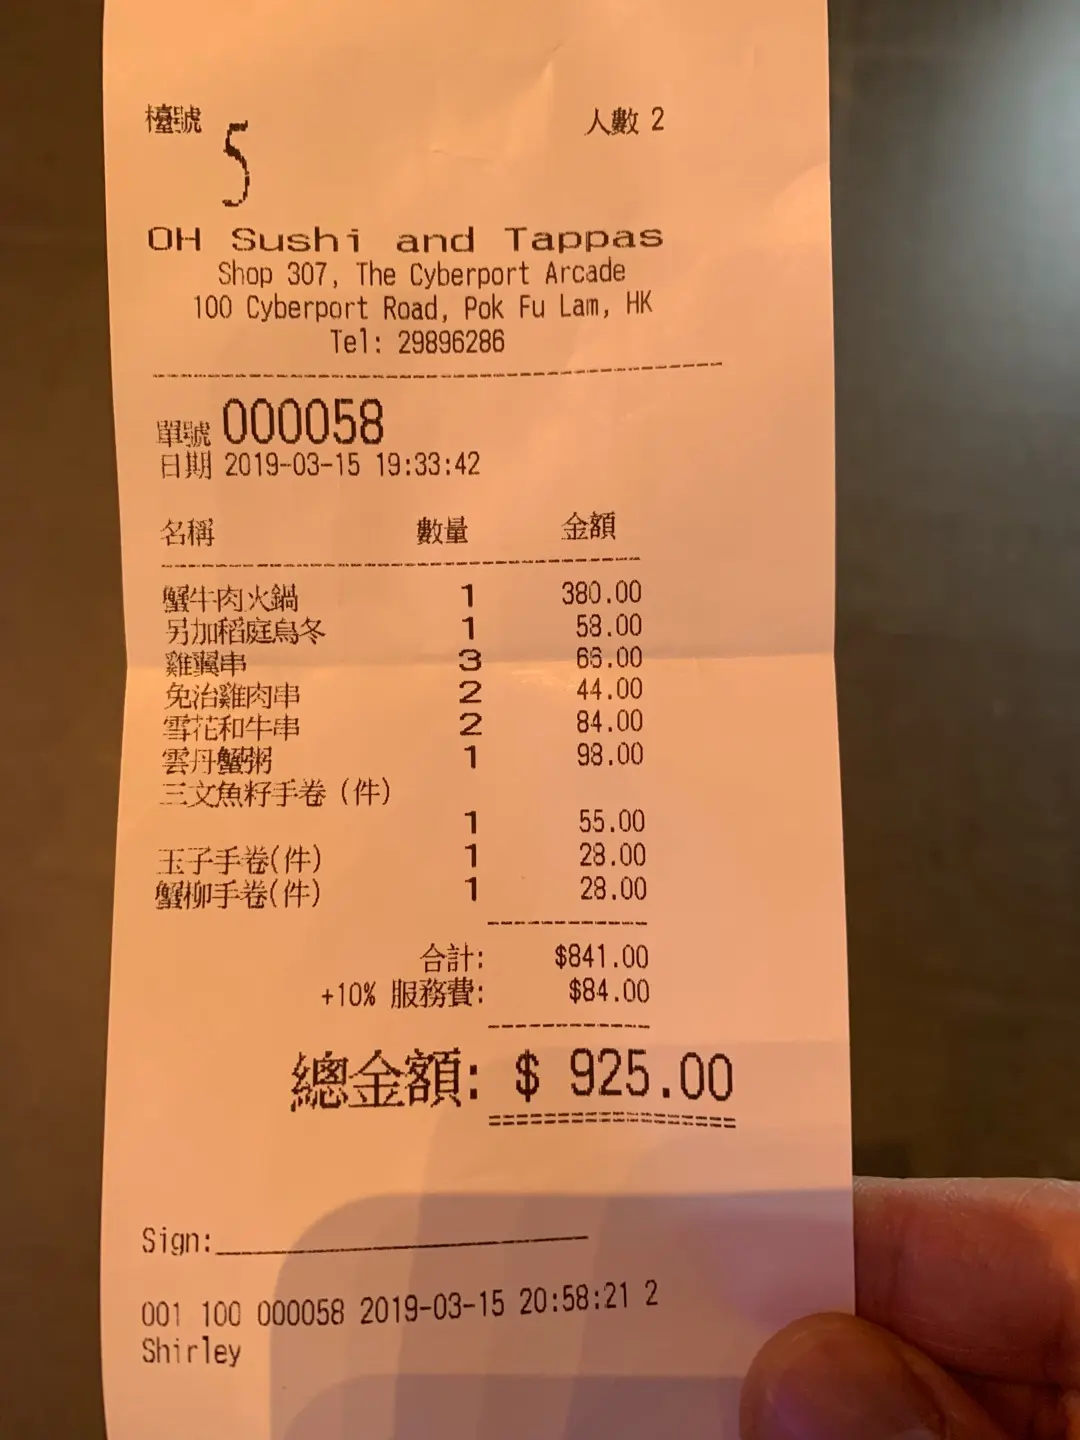 檯號 5 人數 2
OH Sushi and Tappas
Shop 307, The Cyberport Arcade
100 Cyberport Road, Pok Fu Lam, HK
Tel: 29896286
單號 000058
日期 2019-03-15 19:33:42
名稱 數量 金額
蟹牛肉火鍋 1 380.00
另加稻庭烏冬 1 58.00
雞翼串 3 66.00
免治雞肉串 2 44.00
雪花和牛串 2 84.00
雲丹蟹粥 1 98.00
三文魚籽手卷 (件)
1 55.00
玉子手卷(件) 1 28.00
蟹柳手卷(件) 1 28.00
合計: $841.00
+10% 服務費: $84.00
總金額: $ 925.00
Sign:
001 100 000058 2019-03-15 20:58:21 2
Shirley